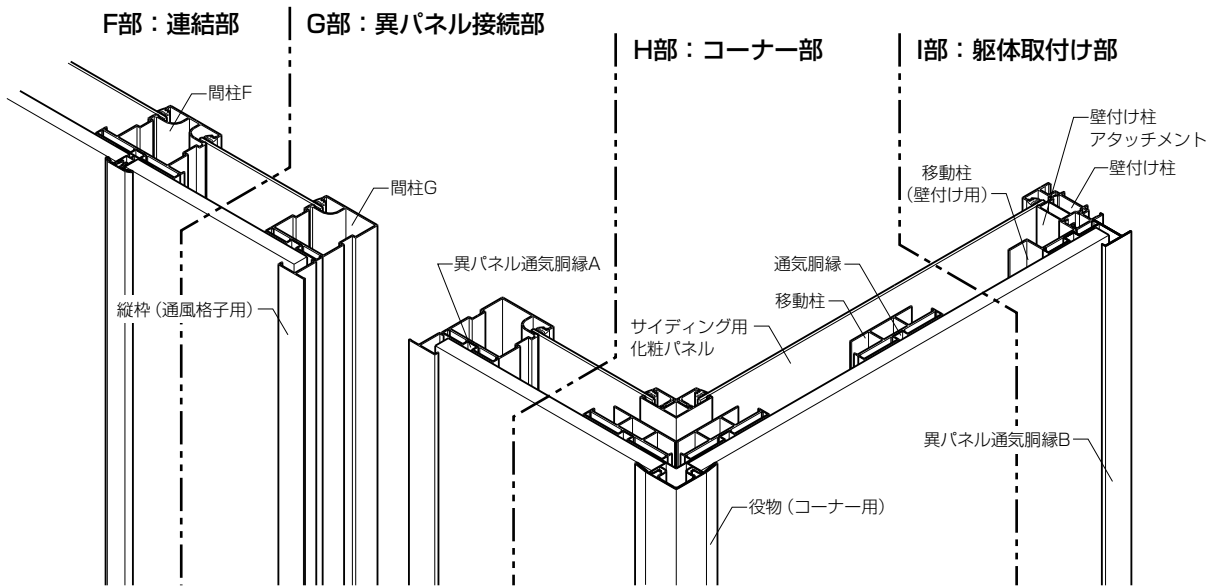 F部：連結部
G部：異パネル接続部
H部：コーナー部
I部：躯体取付け部
間柱F
間柱G
縦枠（通風格子用）
異パネル通気胴縁A
サイディング用
化粧パネル
通気胴縁
移動柱
移動柱
（壁付け用）
壁付け柱
アタッチメント
壁付け柱
異パネル通気胴縁B
役物（コーナー用）